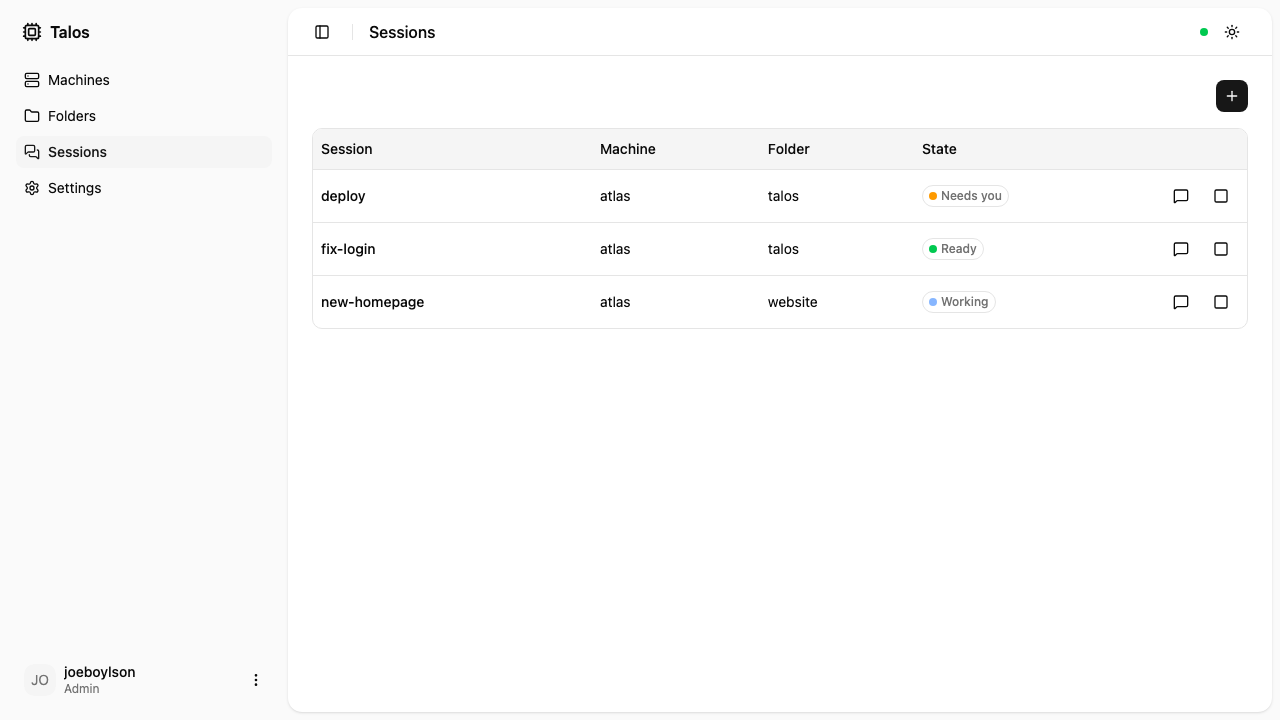 Talos
Machines
Folders
Sessions
Settings
joeboylson
Admin
JO
Sessions
Session Machine Folder State
deploy atlas talos Needs you
fix-login atlas talos Ready
new-homepage atlas website Working